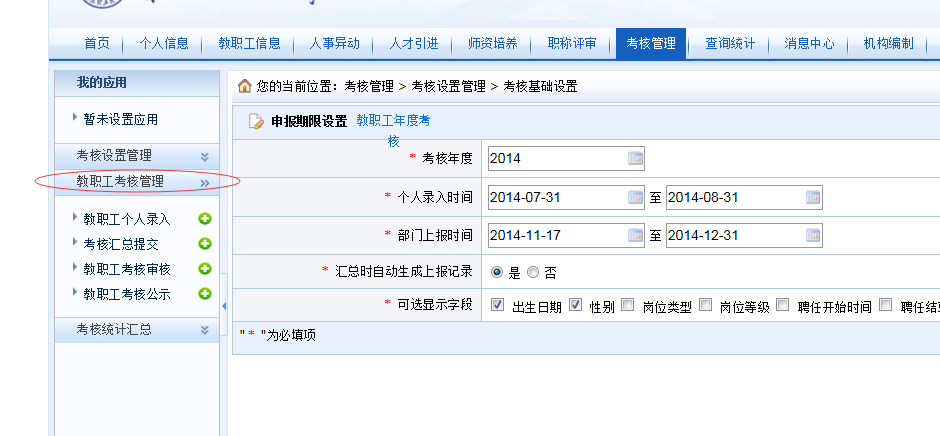 首页 个人信息 教职工信息 人事异动 人才引进 师资培养 职称评审 考核管理 查询统计 消息中心 机构编制
我的应用
暂未设置应用
考核设置管理
教职工考核管理
教职工个人录入
考核汇总提交
教职工考核审核
教职工考核公示
考核统计汇总
您的当前位置：考核管理 > 考核设置管理 > 考核基础设置
申报期限设置 教职工年度考
核
* 考核年度 2014
* 个人录入时间 2014-07-31 至 2014-08-31
* 部门上报时间 2014-11-17 至 2014-12-31
* 汇总时自动生成上报记录 是 否
* 可选显示字段 出生日期 性别 岗位类型 岗位等级 聘任开始时间 聘任结
" * "为必填项